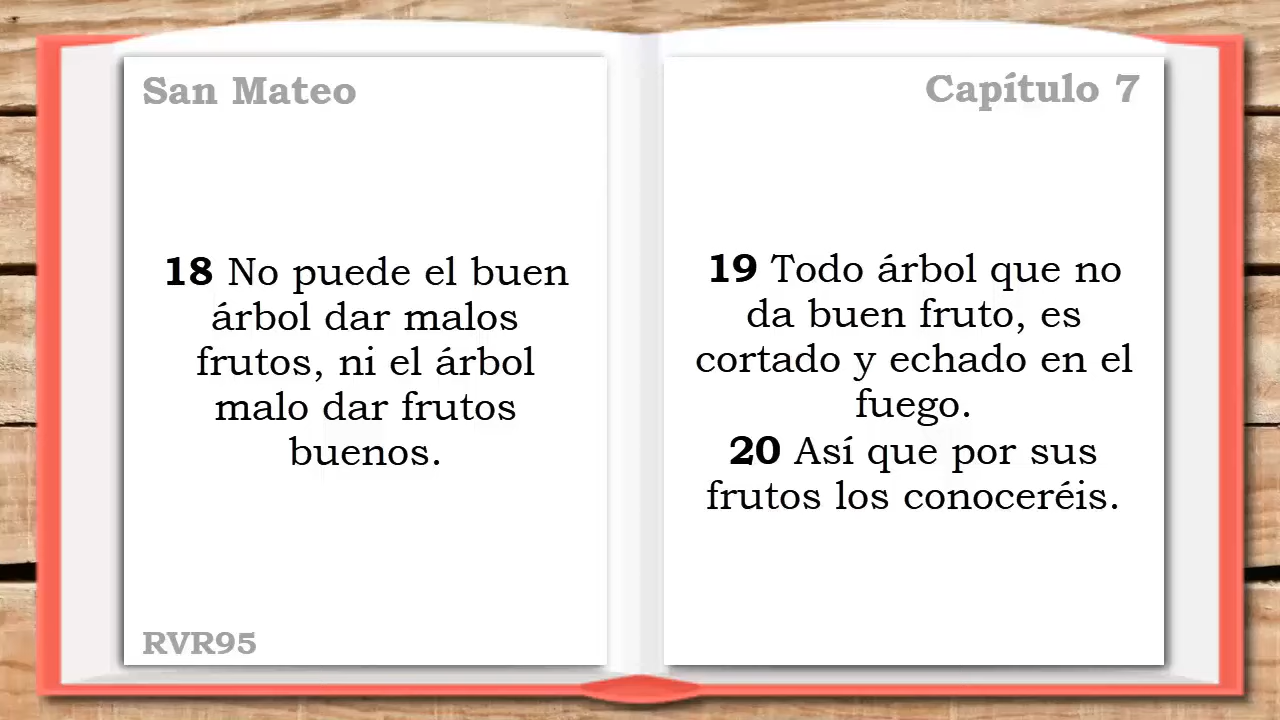 San Mateo
18 No puede el buen
árbol dar malos
frutos, ni el árbol
malo dar frutos
buenos.
RVR95
Capítulo 7
19 Todo árbol que no
da buen fruto, es
cortado y echado en el
fuego.
20 Así que por sus
frutos los conoceréis.